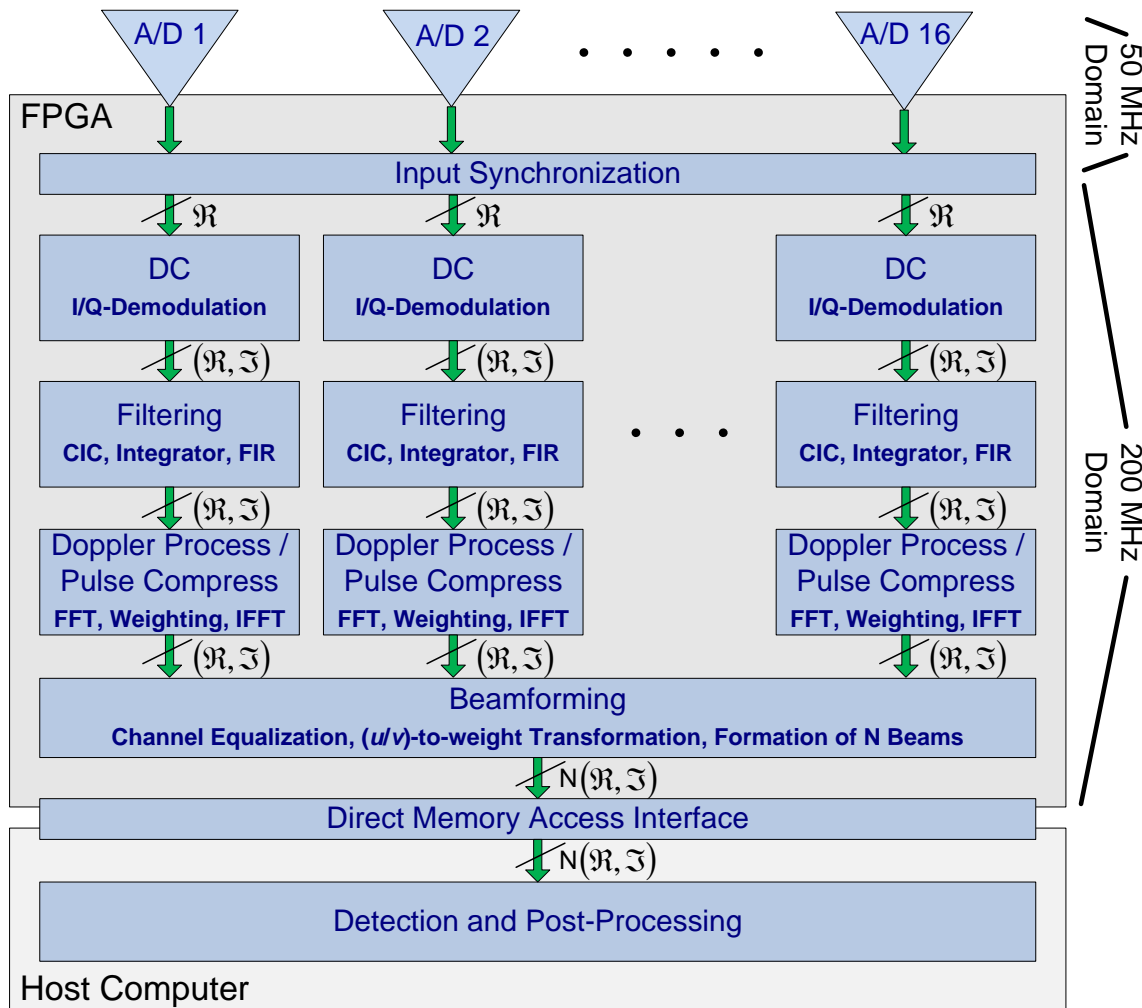 A/D 1
A/D 2
. . . . .
A/D 16
50 MHz
Domain
FPGA
Input Synchronization
ℜ
ℜ
ℜ
DC
I/Q-Demodulation
DC
I/Q-Demodulation
DC
I/Q-Demodulation
(ℜ, ℑ)
(ℜ, ℑ)
(ℜ, ℑ)
Filtering
CIC, Integrator, FIR
Filtering
CIC, Integrator, FIR
. . .
Filtering
CIC, Integrator, FIR
200 MHz
Domain
(ℜ, ℑ)
(ℜ, ℑ)
(ℜ, ℑ)
Doppler Process /
Pulse Compress
FFT, Weighting, IFFT
Doppler Process /
Pulse Compress
FFT, Weighting, IFFT
Doppler Process /
Pulse Compress
FFT, Weighting, IFFT
(ℜ, ℑ)
(ℜ, ℑ)
(ℜ, ℑ)
Beamforming
Channel Equalization, (u/v)-to-weight Transformation, Formation of N Beams
N(ℜ, ℑ)
Direct Memory Access Interface
N(ℜ, ℑ)
Detection and Post-Processing
Host Computer